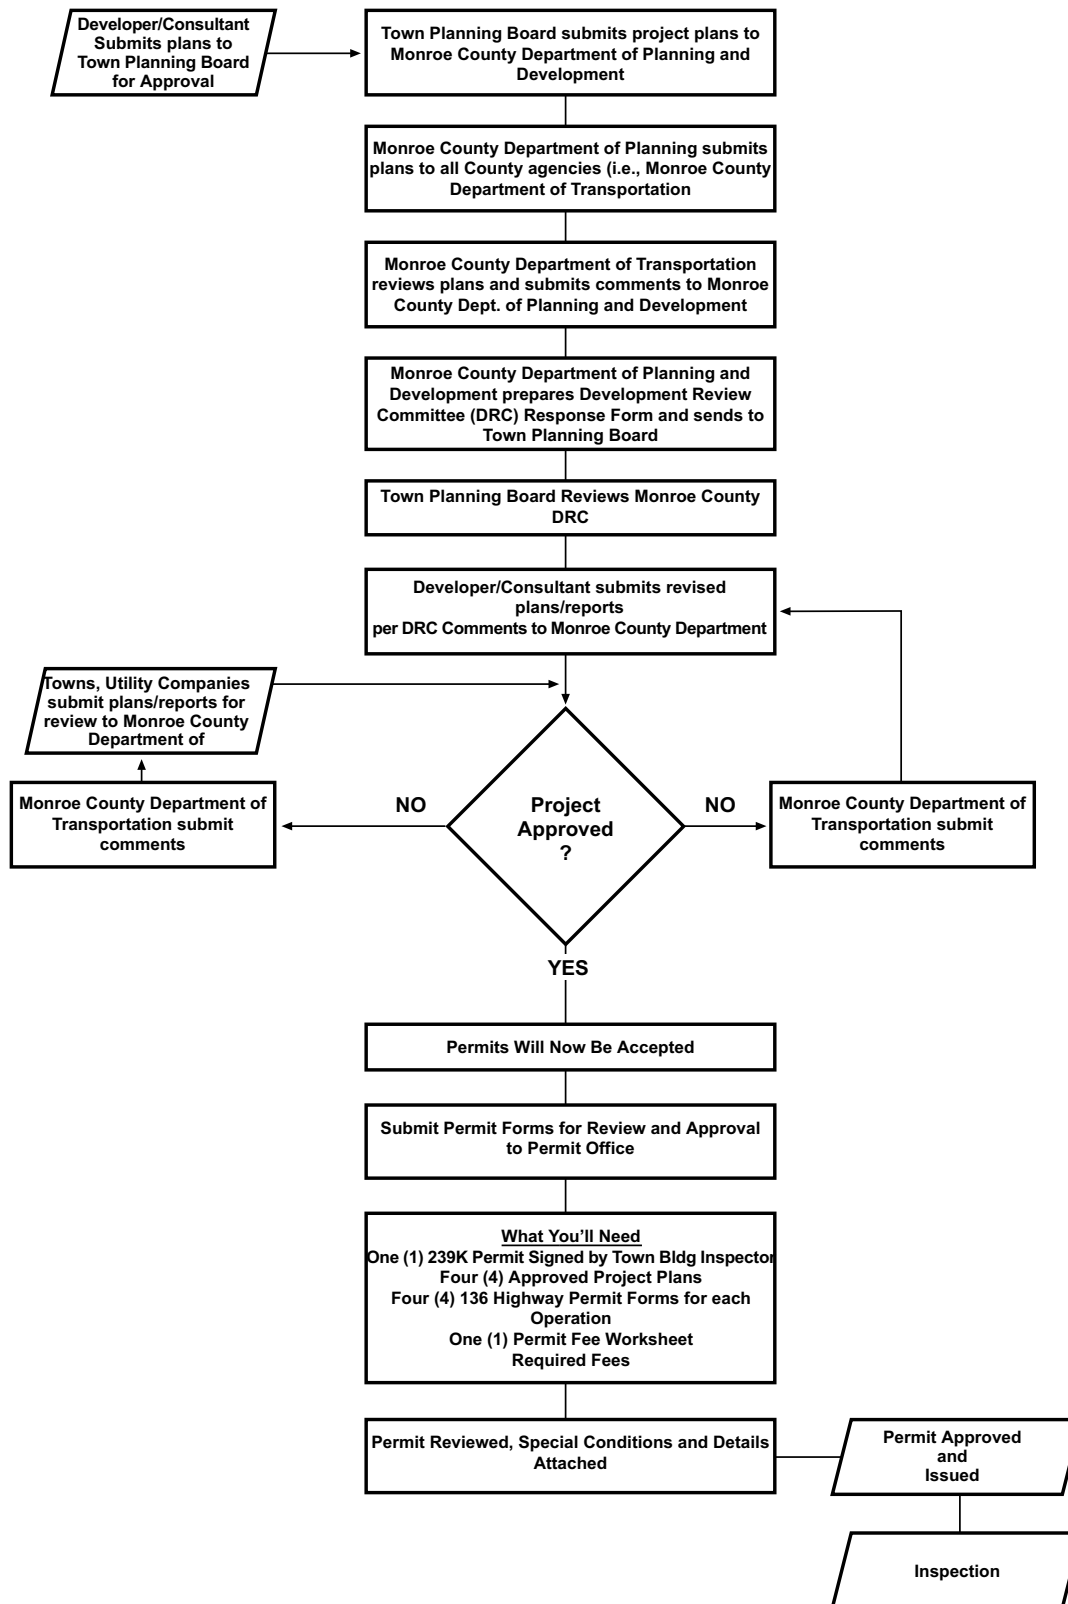 Developer/Consultant
Submits plans to
Town Planning Board
for Approval
Town Planning Board submits project plans to
Monroe County Department of Planning and
Development
Monroe County Department of Planning submits
plans to all County agencies (i.e., Monroe County
Department of Transportation
Monroe County Department of Transportation
reviews plans and submits comments to Monroe
County Dept. of Planning and Development
Monroe County Department of Planning and
Development prepares Development Review
Committee (DRC) Response Form and sends to
Town Planning Board
Town Planning Board Reviews Monroe County
DRC
Developer/Consultant submits revised
plans/reports
per DRC Comments to Monroe County Department
Towns, Utility Companies
submit plans/reports for
review to Monroe County
Department of
Monroe County Department of
Transportation submit
comments
NO
Project
Approved
?
NO
Monroe County Department of
Transportation submit
comments
YES
Permits Will Now Be Accepted
Submit Permit Forms for Review and Approval
to Permit Office
What You'll Need
One (1) 239K Permit Signed by Town Bldg Inspector
Four (4) Approved Project Plans
Four (4) 136 Highway Permit Forms for each
Operation
One (1) Permit Fee Worksheet
Required Fees
Permit Reviewed, Special Conditions and Details
Attached
Permit Approved
and
Issued
Inspection